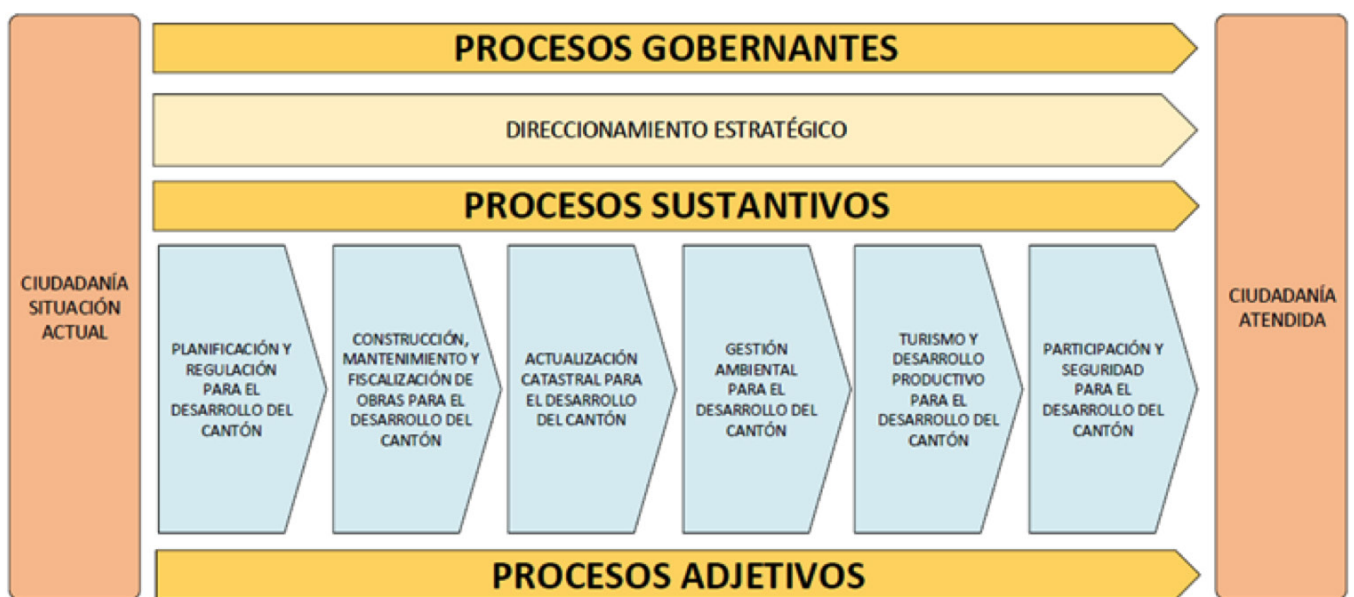 PROCESOS GOBERNANTES
DIRECCIONAMIENTO ESTRATÉGICO
PROCESOS SUSTANTIVOS
CIUDADANÍA
SITUACIÓN
ACTUAL
PLANIFICACIÓN Y
REGULACIÓN
PARA EL
DESARROLLO DEL
CANTÓN
CONSTRUCCIÓN,
MANTENIMIENTO Y
FISCALIZACIÓN DE
OBRAS PARA EL
DESARROLLO DEL
CANTÓN
ACTUALIZACIÓN
CATASTRAL PARA
EL DESARROLLO
DEL CANTÓN
GESTIÓN
AMBIENTAL
PARA EL
DESARROLLO DEL
CANTÓN
TURISMO Y
DESARROLLO
PRODUCTIVO
PARA EL
DESARROLLO DEL
CANTÓN
PARTICIPACIÓN Y
SEGURIDAD
PARA EL
DESARROLLO DEL
CANTÓN
CIUDADANÍA
ATENDIDA
PROCESOS ADJETIVOS